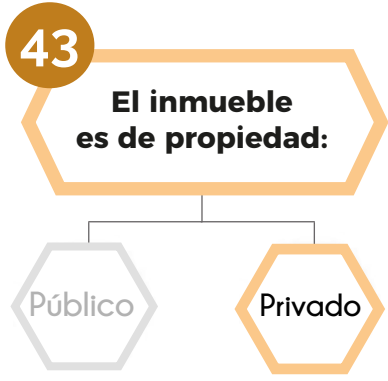 43
El inmueble
es de propiedad:
Público
Privado